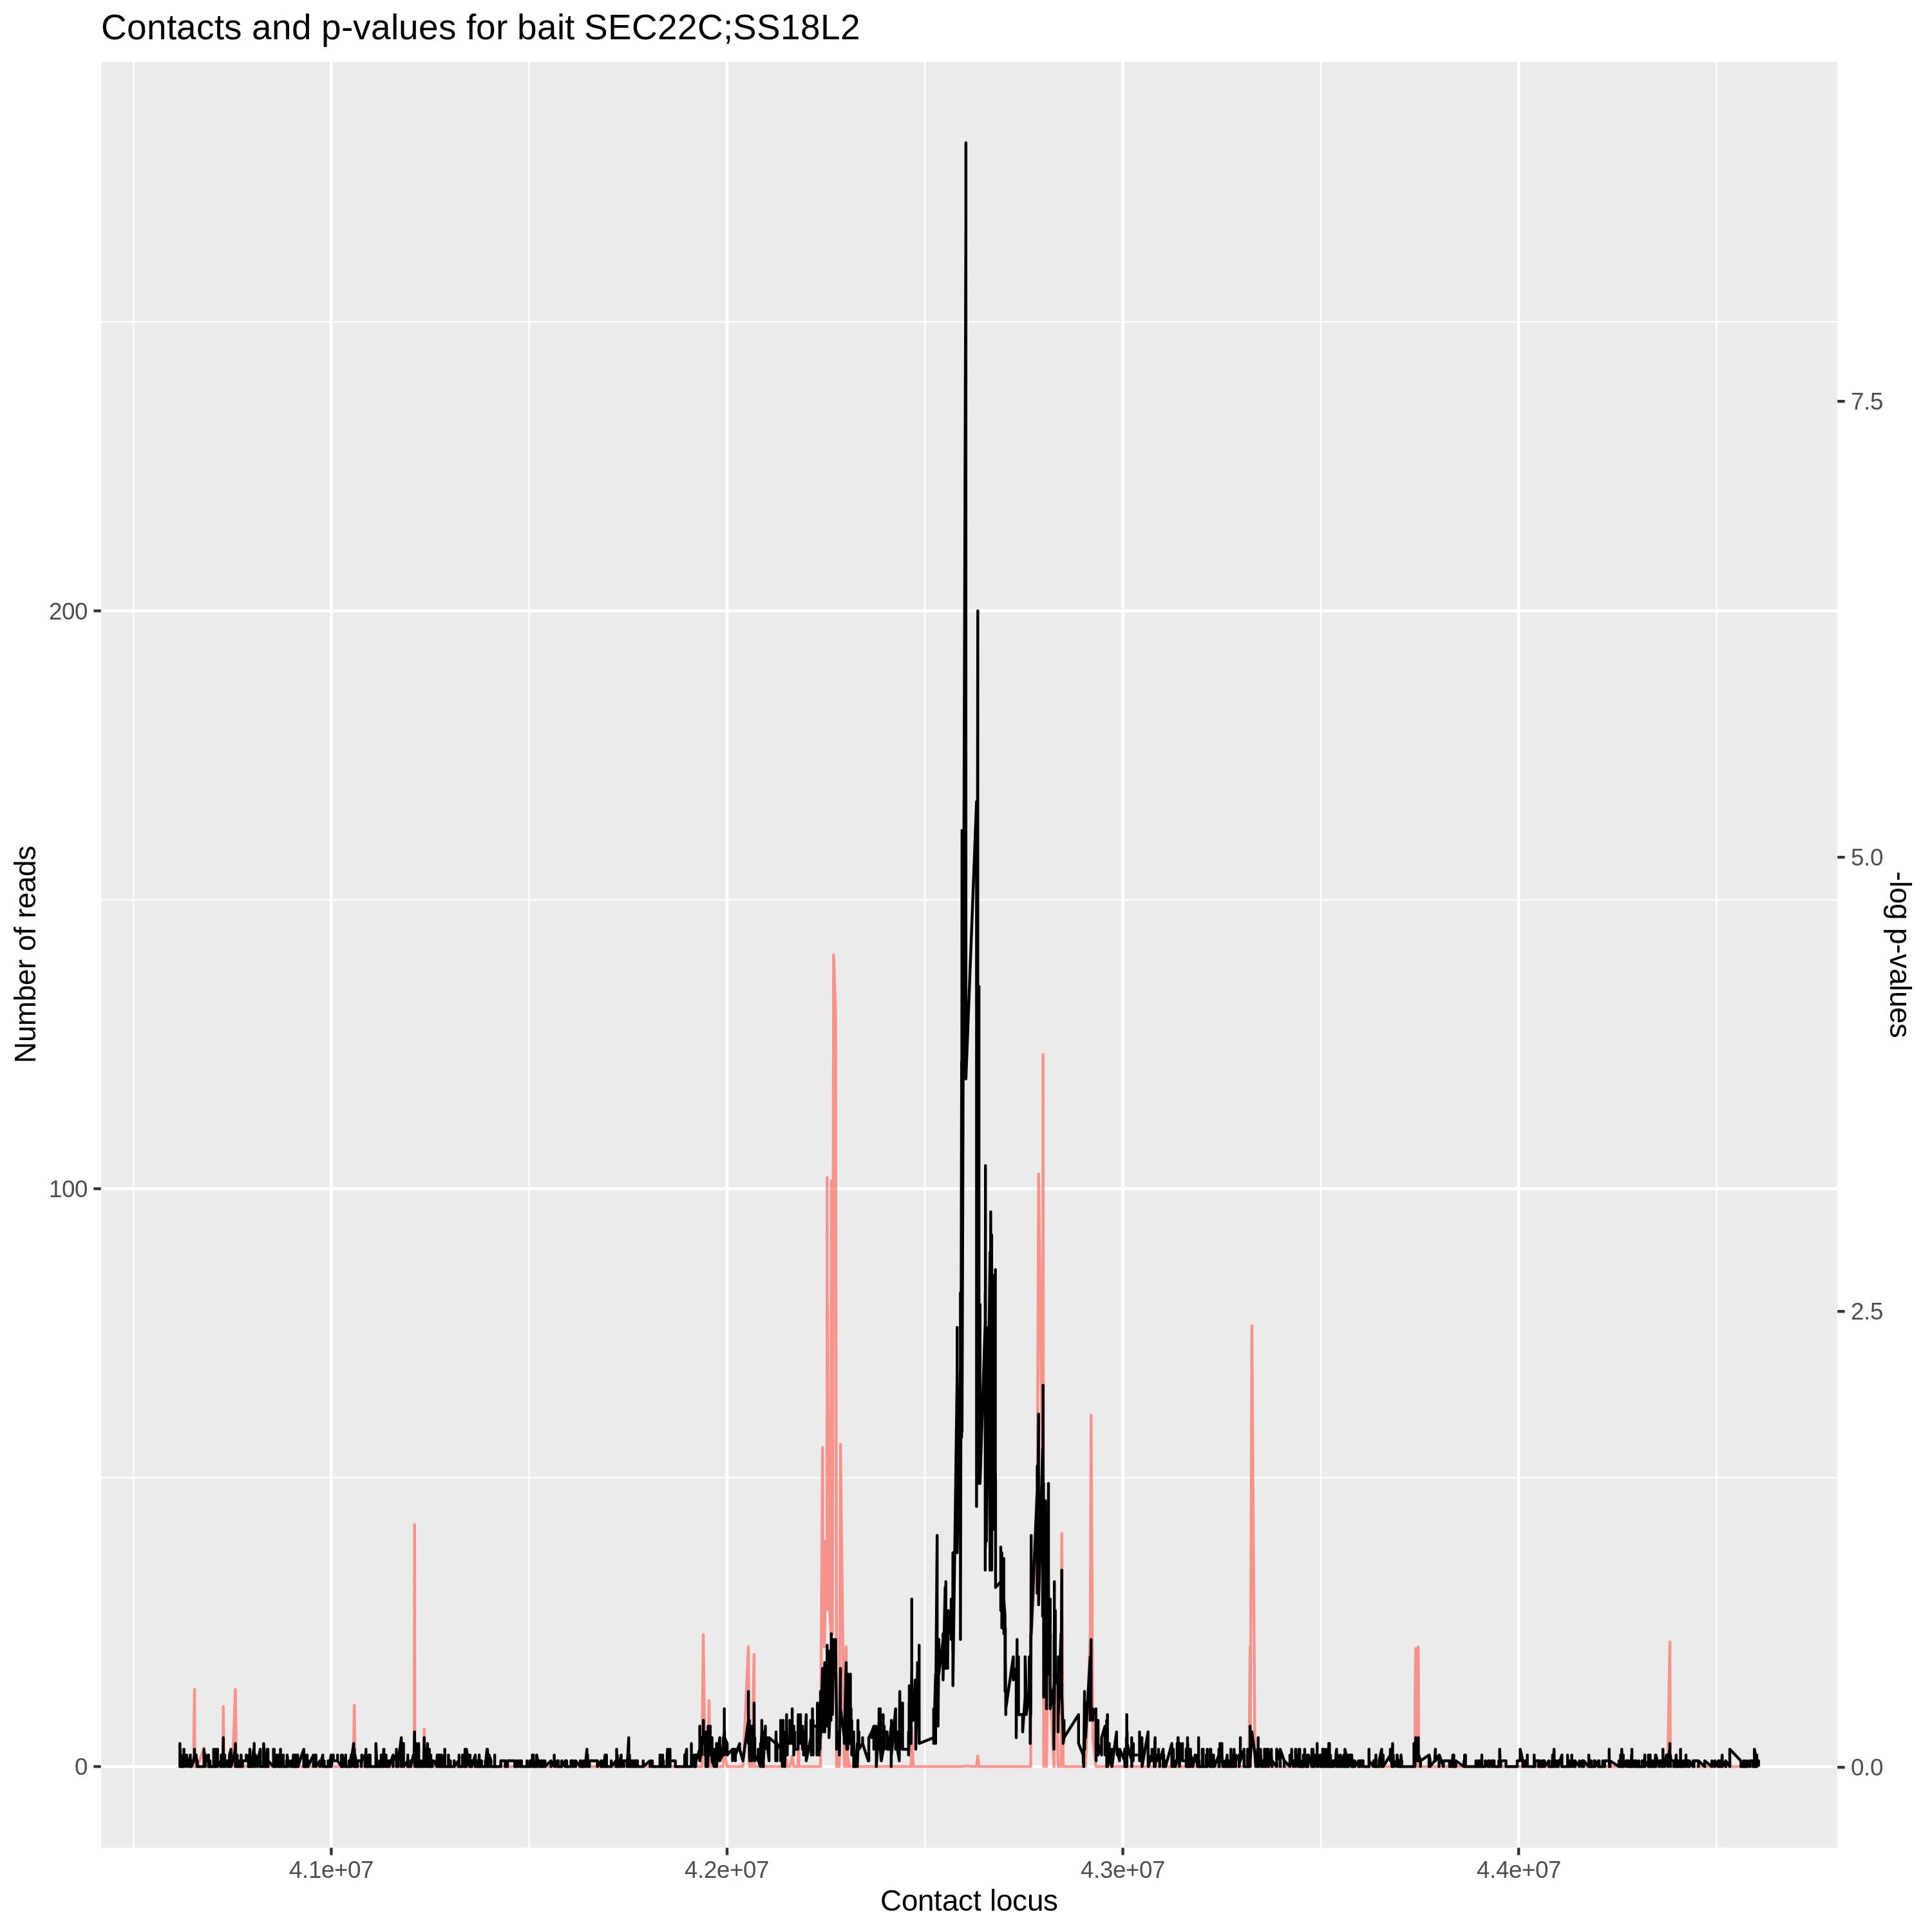 Contacts and p-values for bait SEC22C;SS18L2
Number of reads
200
100
0
7.5
5.0
2.5
0.0
-log p-values
4.1e+07
4.2e+07
4.3e+07
4.4e+07
Contact locus